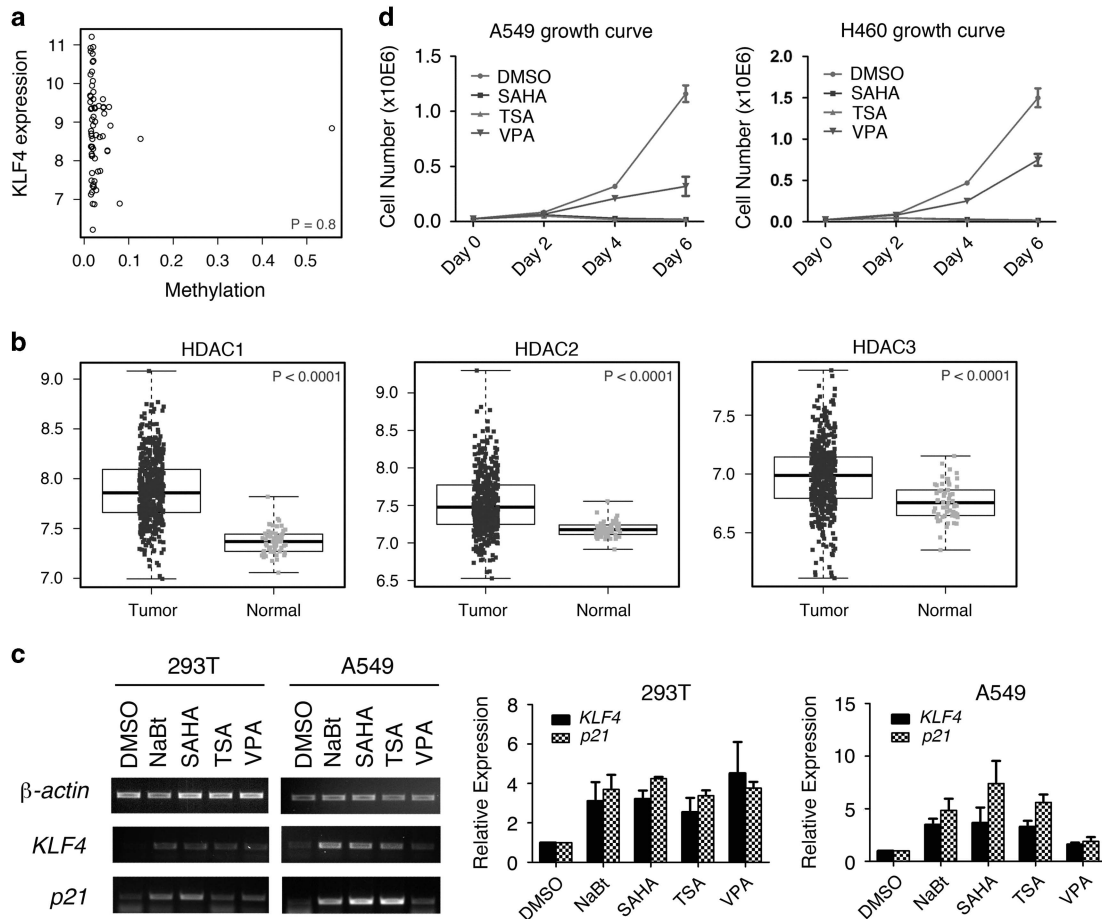 a
KLF4 expression
11
10
9
8
7
0.0 0.1 0.2 0.3 0.4 0.5
P = 0.8
Methylation
d
A549 growth curve
Cell Number (x10E6)
1.5
1.0
0.5
0.0
DMSO
SAHA
TSA
VPA
Day 0 Day 2 Day 4 Day 6
H460 growth curve
Cell Number (x10E6)
2.0
1.5
1.0
0.5
0.0
DMSO
SAHA
TSA
VPA
Day 0 Day 2 Day 4 Day 6
b
HDAC1
P < 0.0001
9.0
8.5
8.0
7.5
7.0
Tumor Normal
HDAC2
P < 0.0001
9.0
8.5
8.0
7.5
7.0
6.5
Tumor Normal
HDAC3
P < 0.0001
7.5
7.0
6.5
Tumor Normal
c
293T A549
DMSO NaBt SAHA TSA VPA DMSO NaBt SAHA TSA VPA
β-actin
KLF4
p21
293T
Relative Expression
8
6
4
2
0
KLF4
p21
DMSO NaBt SAHA TSA VPA
A549
Relative Expression
15
10
5
0
KLF4
p21
DMSO NaBt SAHA TSA VPA